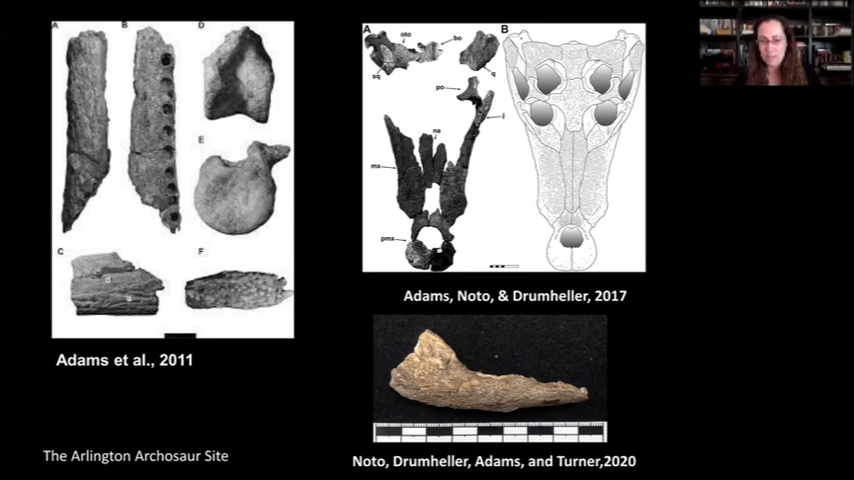 A
B
D
E
C
d
s
F
Adams et al., 2011
A
B
oto
bo
sq
q
po
j
na
mx
pmx
Adams, Noto, & Drumheller, 2017
Noto, Drumheller, Adams, and Turner,2020
The Arlington Archosaur Site